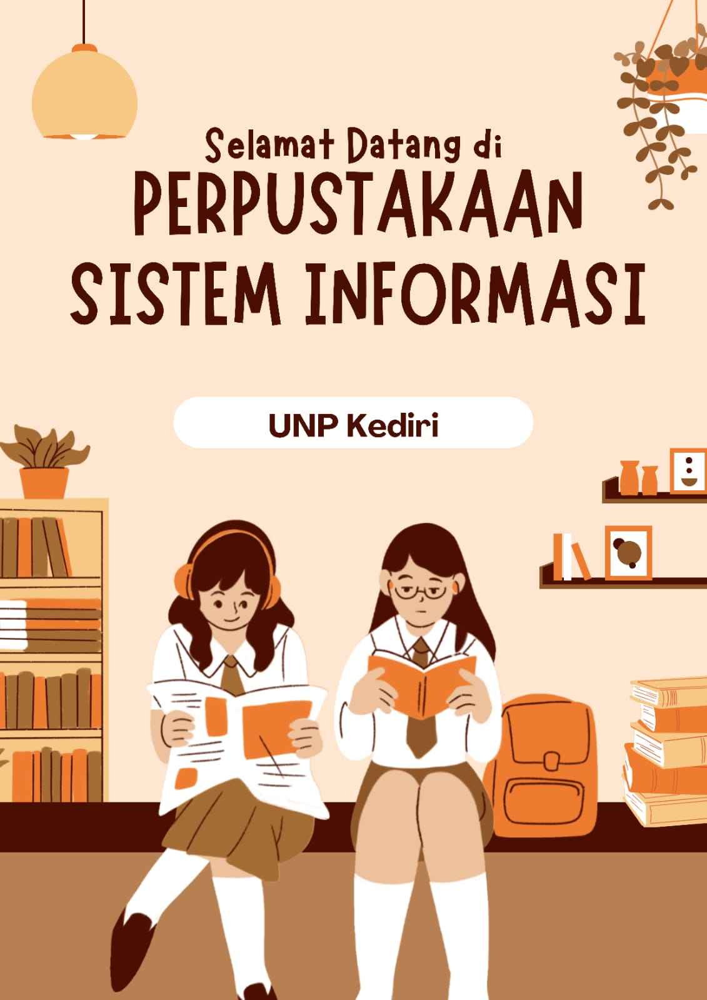 Selamat Datang di
PERPUSTAKAAN
SISTEM INFORMASI
UNP Kediri